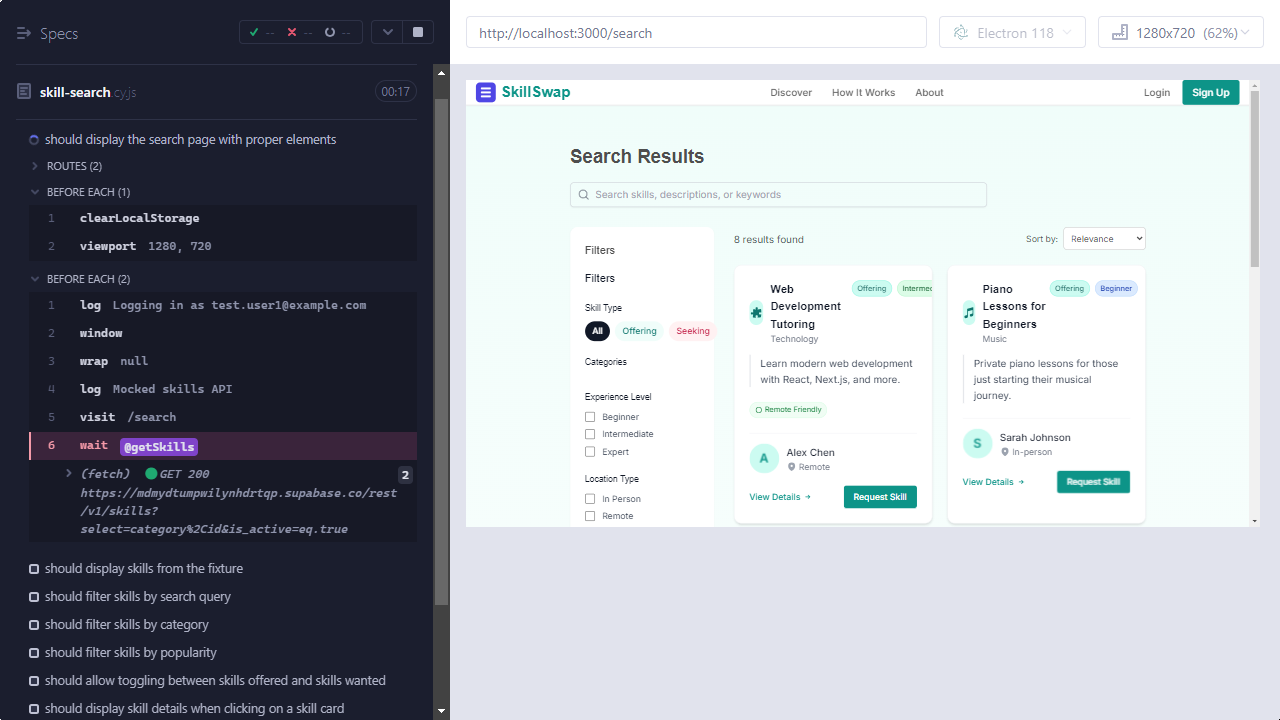 Specs
-- -- --
skill-search.cy.js
00:17
should display the search page with proper elements
ROUTES (2)
BEFORE EACH (1)
1 clearLocalStorage
2 viewport 1280, 720
BEFORE EACH (2)
1 log Logging in as test.user1@example.com
2 window
3 wrap null
4 log Mocked skills API
5 visit /search
6 wait @getSkills
(fetch) GET 200
2
https://mdmydtumpwilynhdrtqp.supabase.co/rest
/v1/skills?
select=category%2Cid&is_active=eq.true
should display skills from the fixture
should filter skills by search query
should filter skills by category
should filter skills by popularity
should allow toggling between skills offered and skills wanted
should display skill details when clicking on a skill card
http://localhost:3000/search
Electron 118
1280x720 (62%)
SkillSwap
Discover How It Works About
Login Sign Up
Search Results
Search skills, descriptions, or keywords
Filters
Filters
Skill Type
All Offering Seeking
Categories
Experience Level
Beginner
Intermediate
Expert
Location Type
In Person
Remote
8 results found
Sort by: Relevance
Web
Development
Tutoring
Offering Intermed
Technology
Learn modern web development
with React, Next.js, and more.
Remote Friendly
A
Alex Chen
Remote
View Details →
Request Skill
Piano
Lessons for
Beginners
Offering Beginner
Music
Private piano lessons for those
just starting their musical
journey.
S
Sarah Johnson
In-person
View Details →
Request Skill